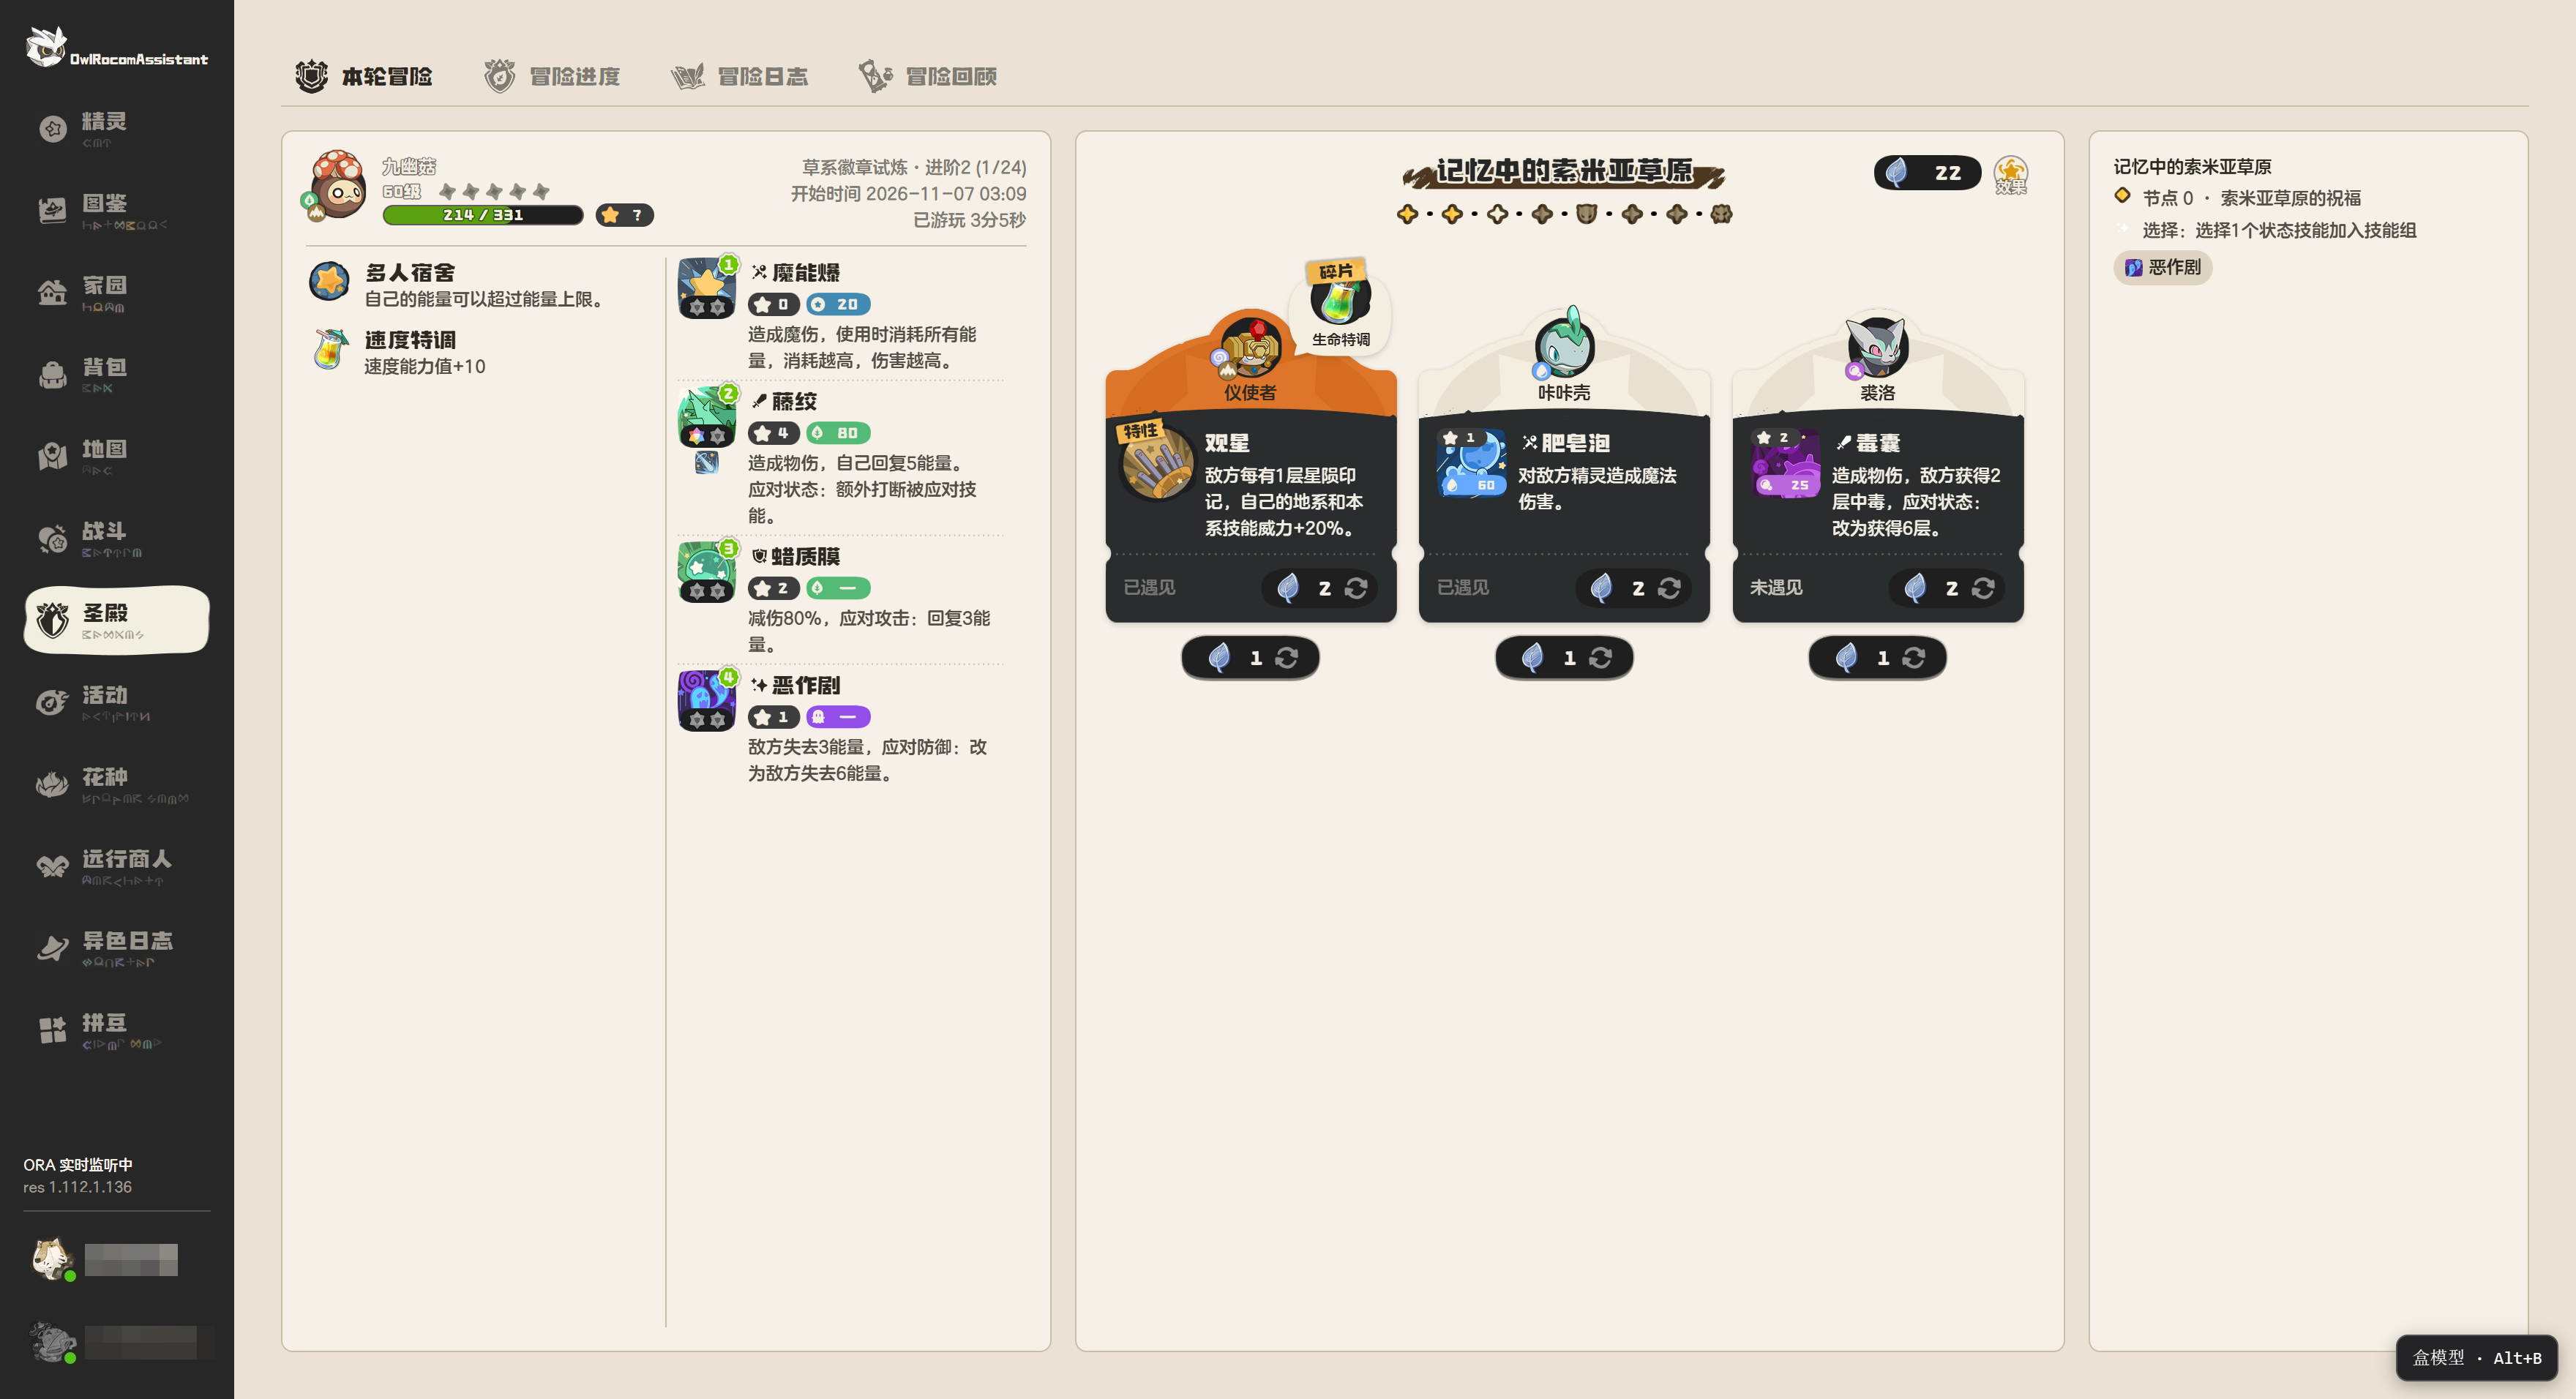 OwlRocomAssistant
精灵
图鉴
家园
背包
地图
战斗
圣殿
活动
花种
远行商人
异色日志
拼豆
ORA 实时监听中
res 1.112.1.136
本轮冒险
冒险进度
冒险日志
冒险回顾
九幽菇
60级
214 / 331
?
草系徽章试炼 · 进阶2 (1/24)
开始时间 2026-11-07 03:09
已游玩 3分5秒
多人宿舍
自己的能量可以超过能量上限。
速度特调
速度能力值+10
1
魔能爆
0
20
造成魔伤，使用时消耗所有能
量，消耗越高，伤害越高。
2
藤绞
4
80
造成物伤，自己回复5能量。
应对状态：额外打断被应对技
能。
3
蜡质膜
2
—
减伤80%，应对攻击：回复3能
量。
4
恶作剧
1
—
敌方失去3能量，应对防御：改
为敌方失去6能量。
记忆中的索米亚草原
22
效果
碎片
生命特调
仪使者
特性
观星
敌方每有1层星陨印
记，自己的地系和本
系技能威力+20%。
已遇见
2
1
咔咔壳
1
60
肥皂泡
对敌方精灵造成魔法
伤害。
已遇见
2
1
裘洛
2
25
毒囊
造成物伤，敌方获得2
层中毒，应对状态：
改为获得6层。
未遇见
2
1
记忆中的索米亚草原
节点 0 · 索米亚草原的祝福
选择：选择1个状态技能加入技能组
恶作剧
盒模型 · Alt+B